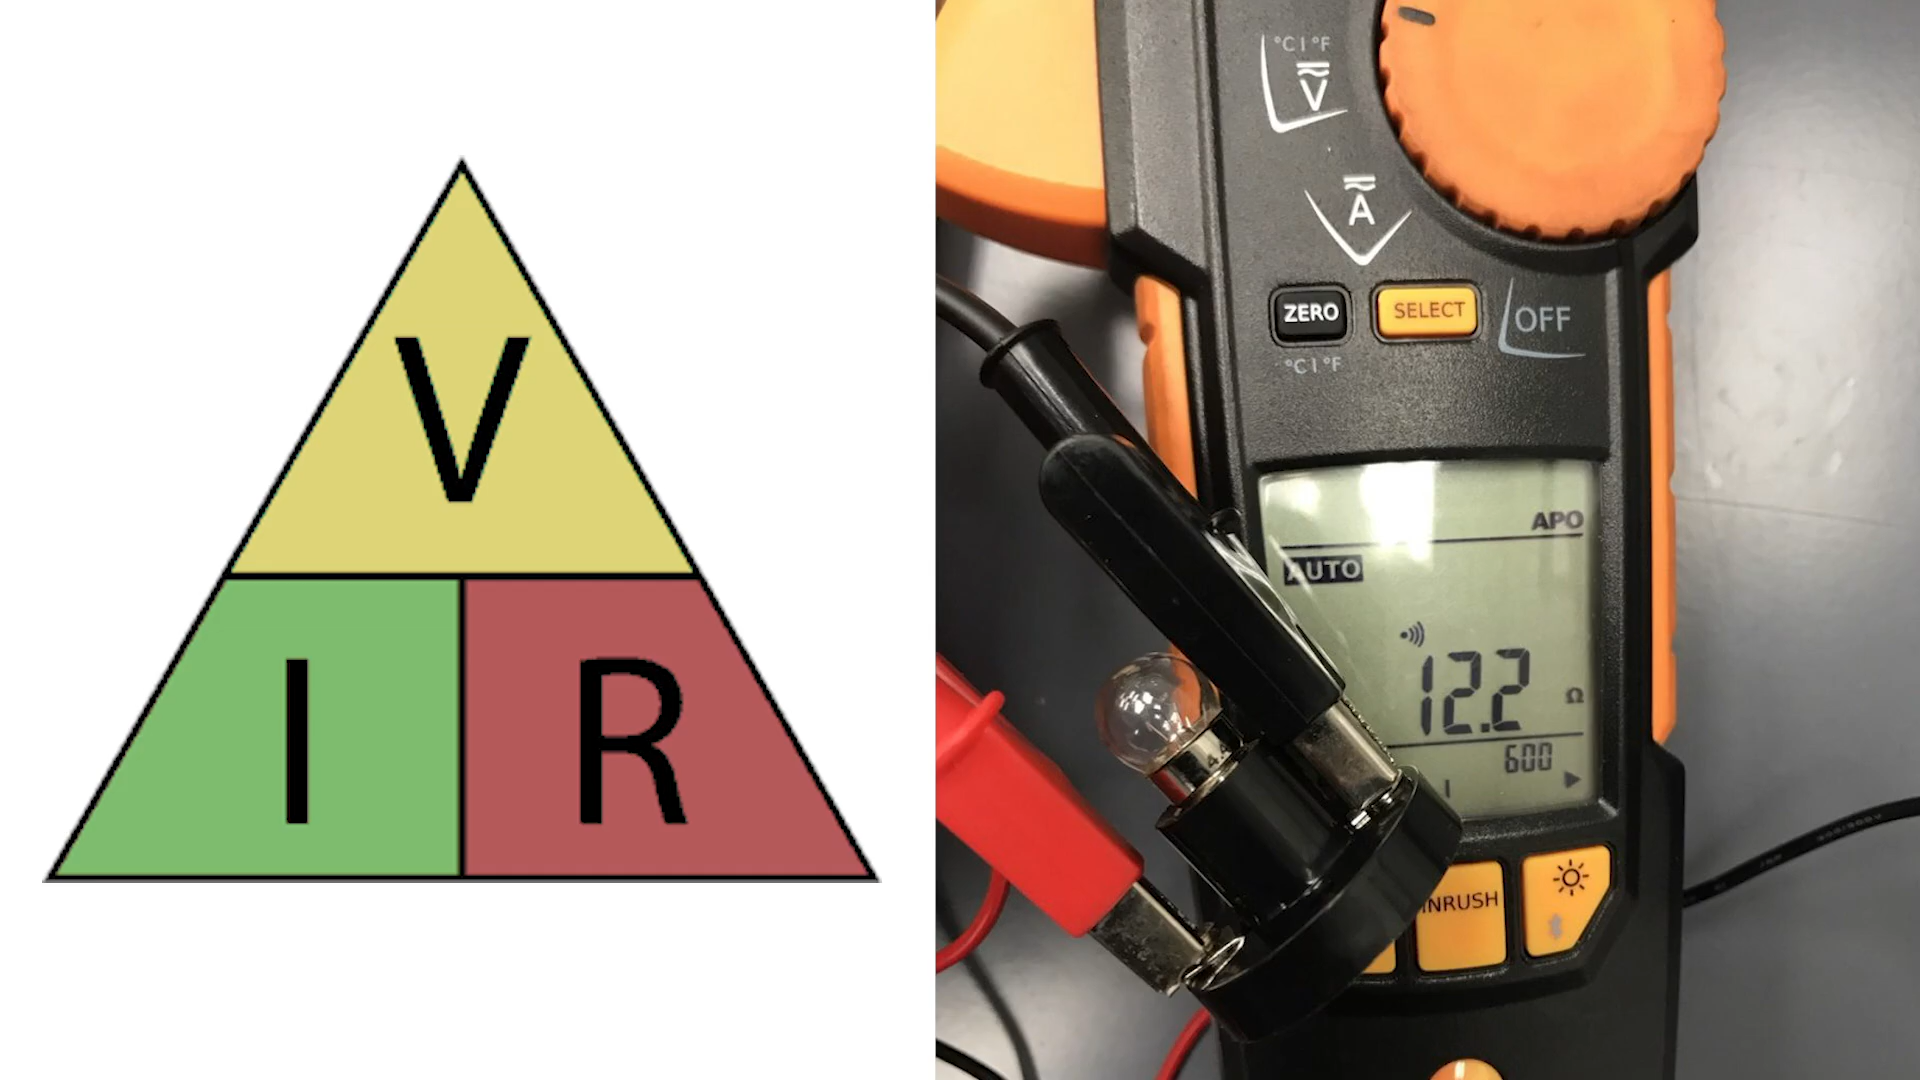 V
I R
°C I °F
V
A
ZERO
SELECT
OFF
°C I °F
APO
AUTO
12.2 Ω
600
INRUSH